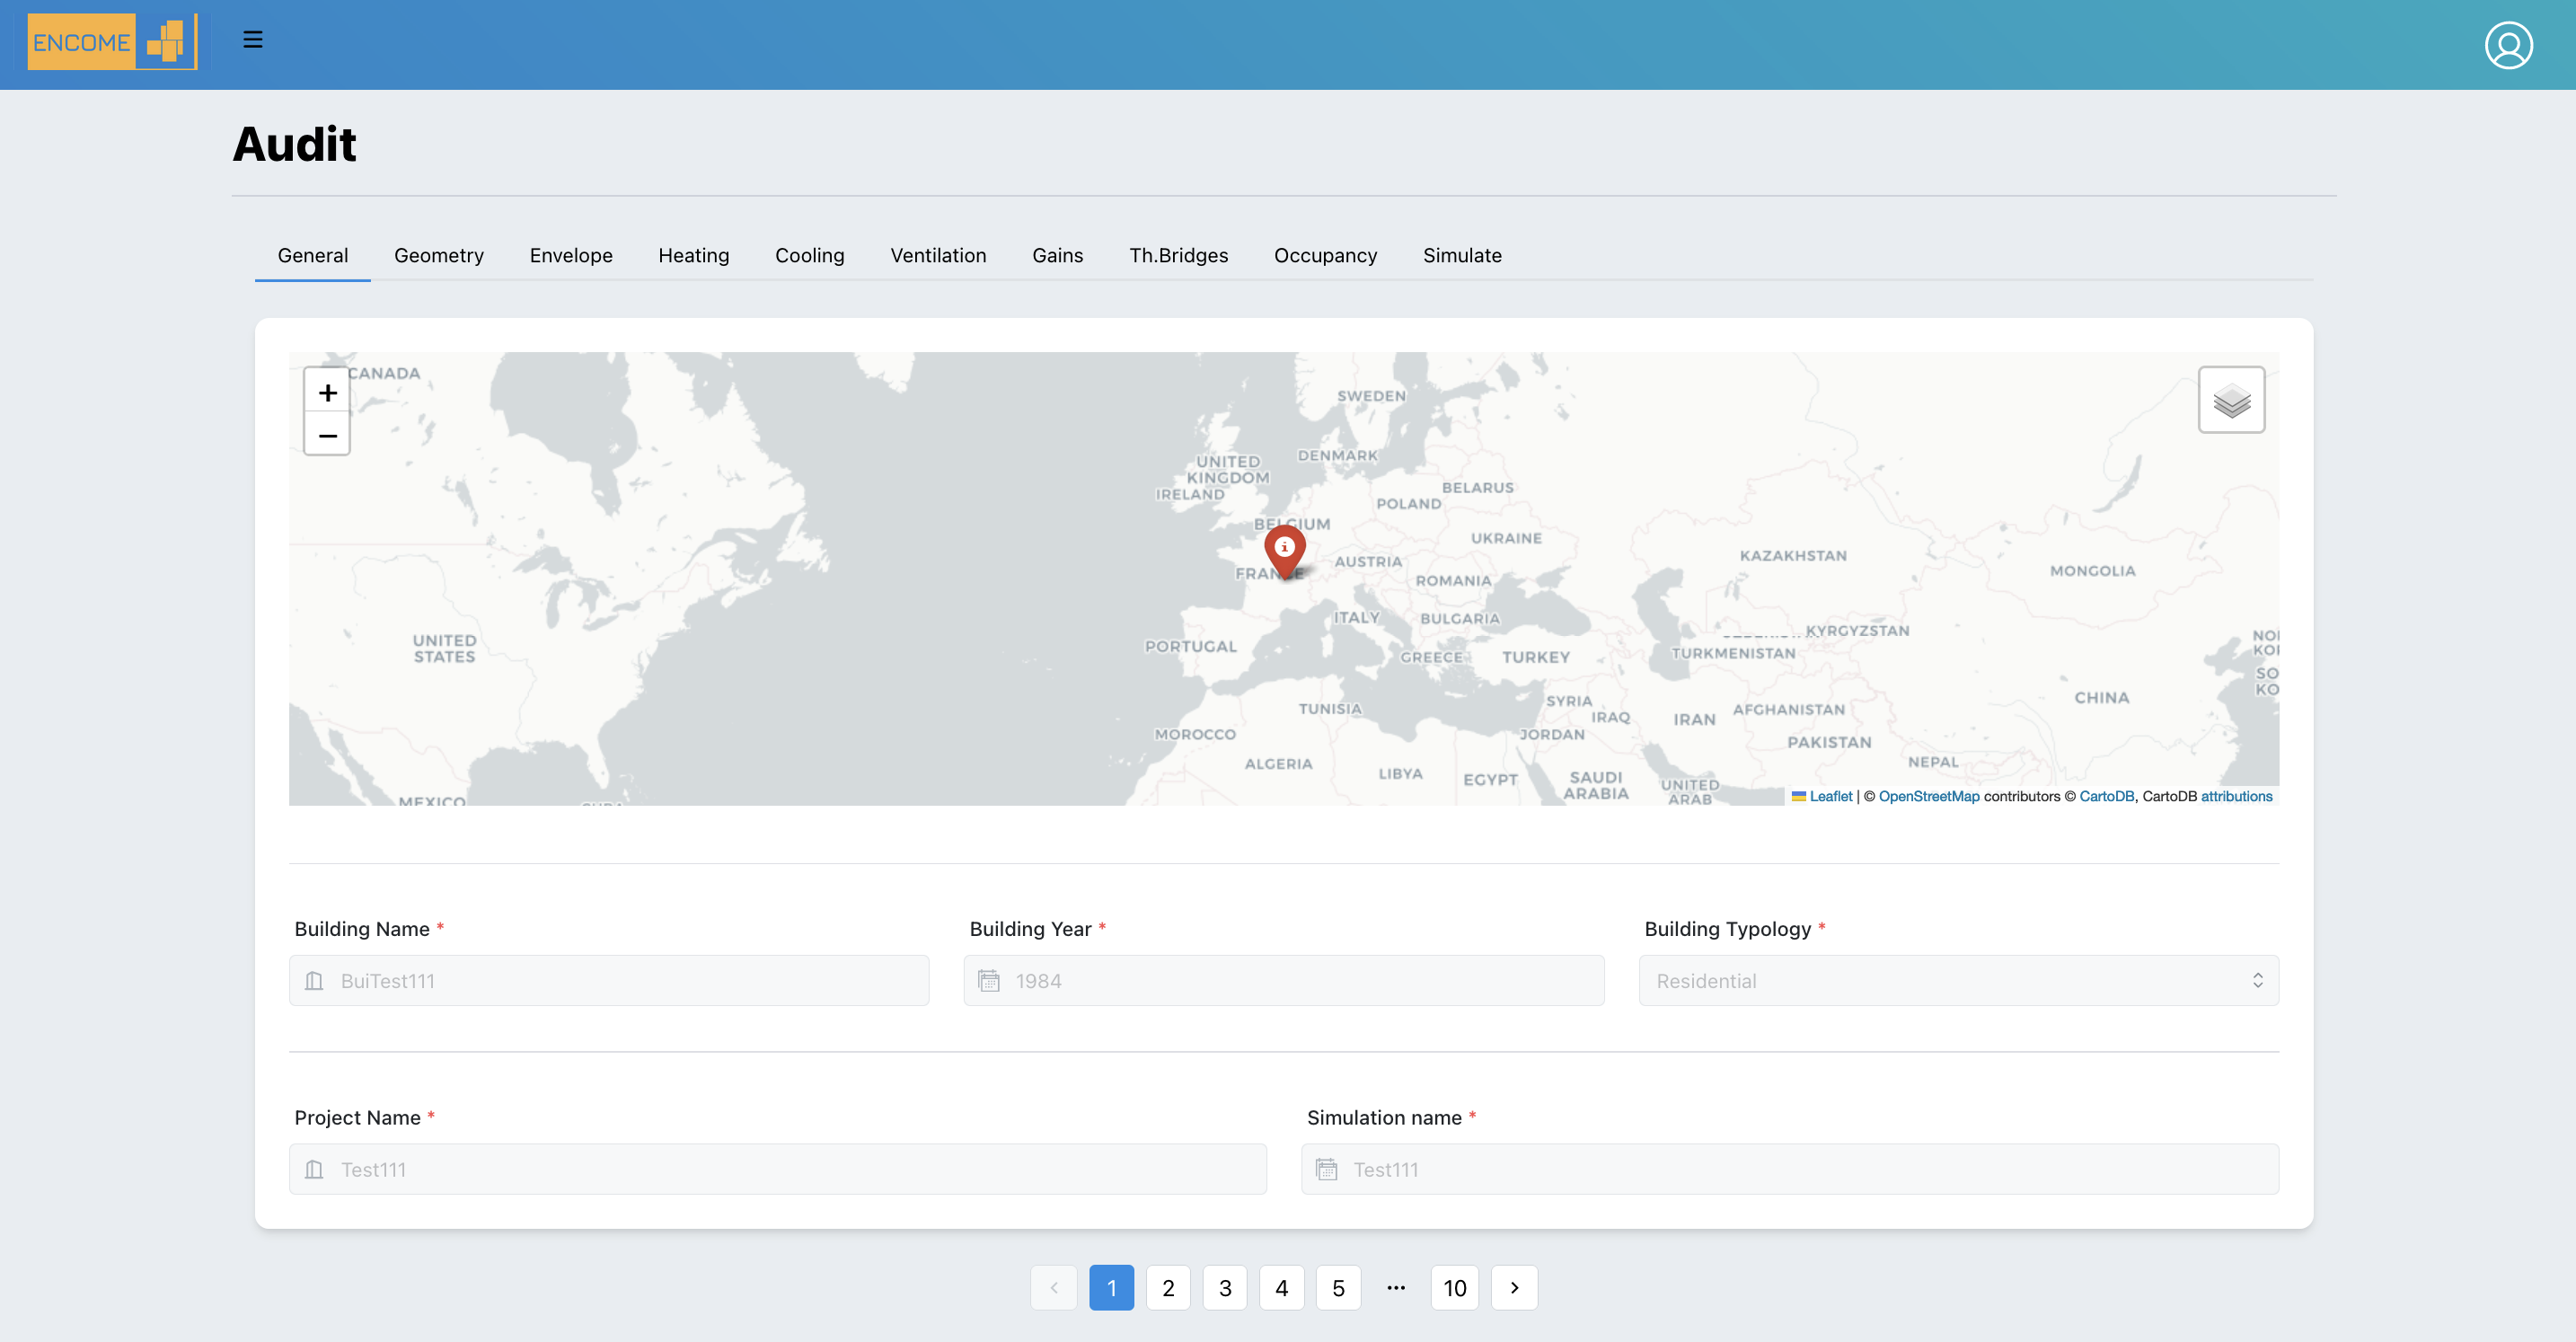 ENCOME
Audit
General Geometry Envelope Heating Cooling Ventilation Gains Th.Bridges Occupancy Simulate
+
−
CANADA
SWEDEN
DENMARK
UNITED
KINGDOM
IRELAND
BELARUS
POLAND
BELGIUM
UKRAINE
AUSTRIA
FRANCE
ROMANIA
KAZAKHSTAN
MONGOLIA
ITALY
BULGARIA
KYRGYZSTAN
UNITED
STATES
PORTUGAL
GREECE
TURKEY
TURKMENISTAN
NO
KO
SO
KO
SYRIA
TUNISIA
IRAQ
IRAN
AFGHANISTAN
CHINA
MOROCCO
JORDAN
PAKISTAN
ALGERIA
LIBYA
EGYPT
SAUDI
ARABIA
NEPAL
UNITED
ARAB
MEXICO
Leaflet | © OpenStreetMap contributors © CartoDB, CartoDB attributions
Building Name * Building Year * Building Typology *
BuiTest111 1984 Residential
Project Name * Simulation name *
Test111 Test111
‹ 1 2 3 4 5 ••• 10 ›